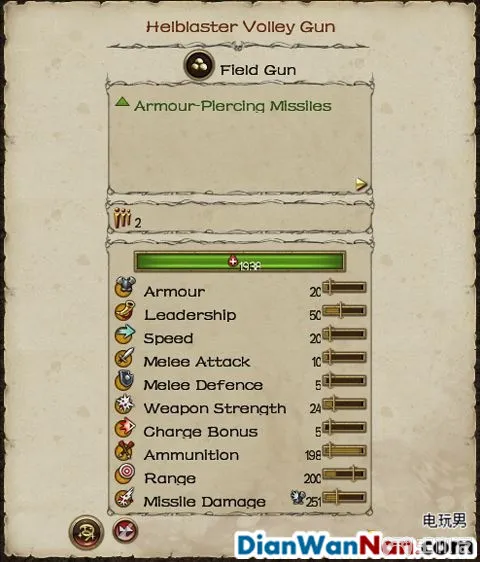 Helblaster Volley Gun
Field Gun
Armour-Piercing Missiles
2
1936
Armour 20
Leadership 50
Speed 20
Melee Attack 10
Melee Defence 5
Weapon Strength 24
Charge Bonus 5
Ammunition 198
Range 200
Missile Damage 251
电玩男
DianWanNan.com